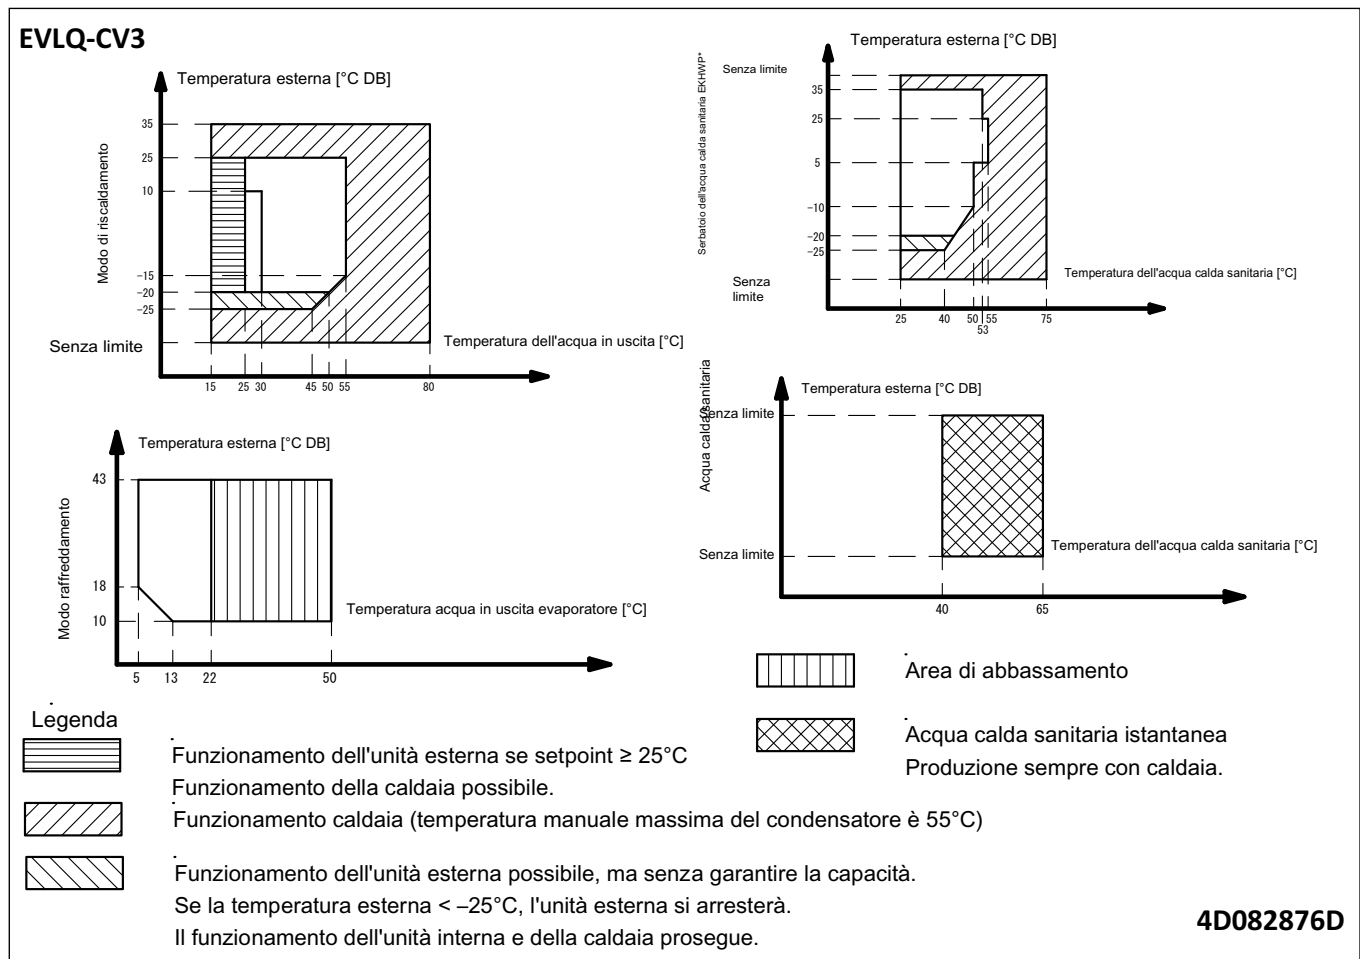 EVLQ-CV3
Temperatura esterna [°C DB]
Modo di riscaldamento
35
25
10
−15
−20
−25
Senza limite
Temperatura dell'acqua in uscita [°C]
15 25 30 45 50 55 80
Temperatura esterna [°C DB]
Serbatoio dell'acqua calda sanitaria EKHWP*
Senza limite
35
25
5
−10
−20
−25
Senza
limite
Temperatura dell'acqua calda sanitaria [°C]
25 40 50 55 75
53
Temperatura esterna [°C DB]
Modo raffreddamento
43
18
10
Temperatura acqua in uscita evaporatore [°C]
5 13 22 50
Temperatura esterna [°C DB]
Acqua calda sanitaria
Senza limite
Senza limite
Temperatura dell'acqua calda sanitaria [°C]
40 65
Legenda
Funzionamento dell'unità esterna se setpoint ≥ 25°C
Funzionamento della caldaia possibile.
Funzionamento caldaia (temperatura manuale massima del condensatore è 55°C)
Funzionamento dell'unità esterna possibile, ma senza garantire la capacità.
Se la temperatura esterna < –25°C, l'unità esterna si arresterà.
Il funzionamento dell'unità interna e della caldaia prosegue.
Area di abbassamento
Acqua calda sanitaria istantanea
Produzione sempre con caldaia.
4D082876D